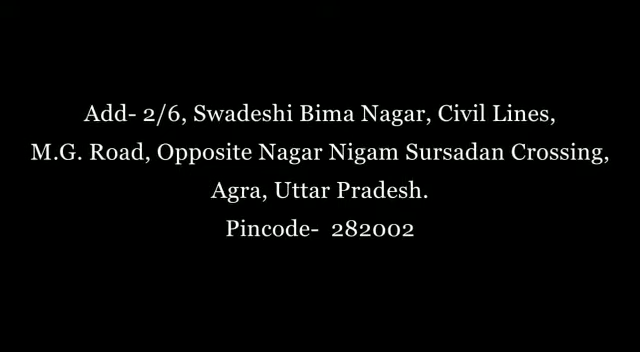 Add- 2/6, Swadeshi Bima Nagar, Civil Lines,
M.G. Road, Opposite Nagar Nigam Sursadan Crossing,
Agra, Uttar Pradesh.
Pincode-  282002